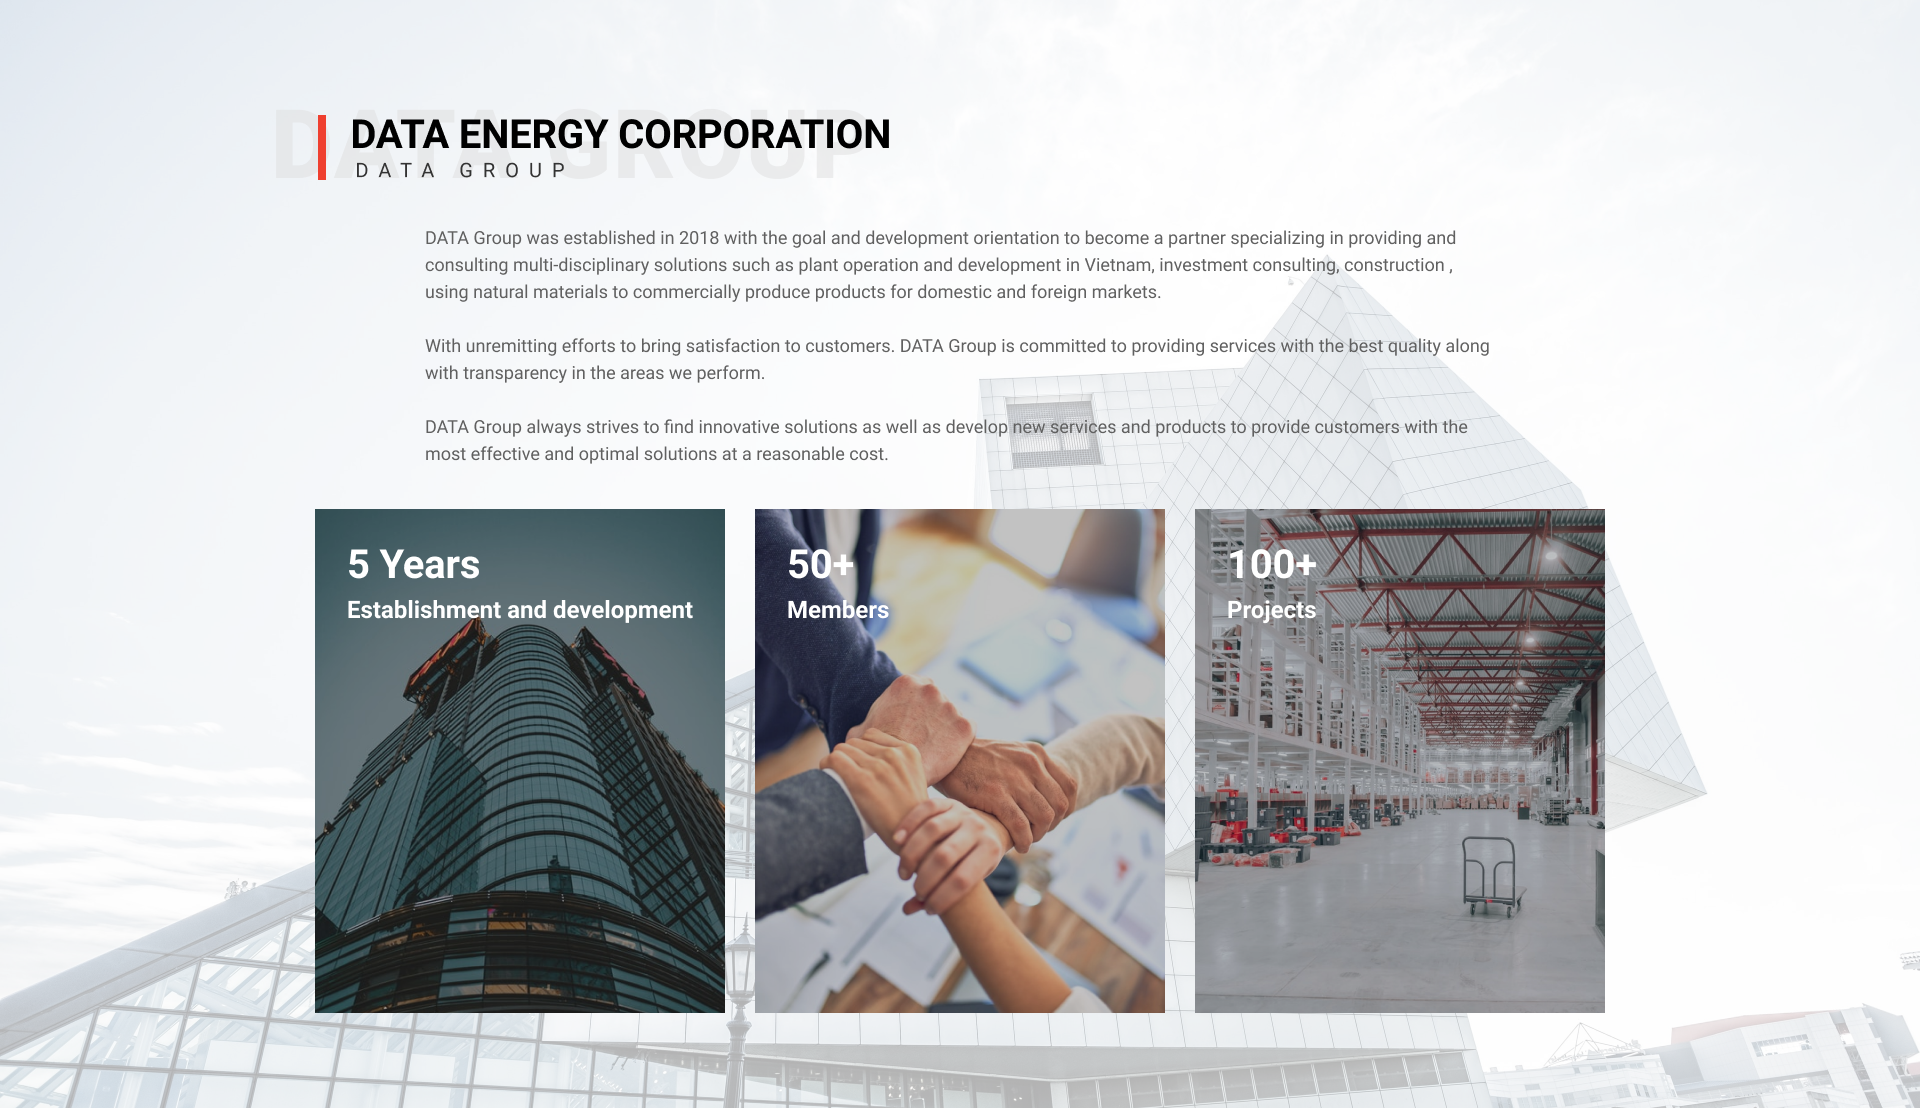 DATA GROUP
DATA ENERGY CORPORATION
DATA GROUP
DATA Group was established in 2018 with the goal and development orientation to become a partner specializing in providing and
consulting multi-disciplinary solutions such as plant operation and development in Vietnam, investment consulting, construction ,
using natural materials to commercially produce products for domestic and foreign markets.
With unremitting efforts to bring satisfaction to customers. DATA Group is committed to providing services with the best quality along
with transparency in the areas we perform.
DATA Group always strives to find innovative solutions as well as develop new services and products to provide customers with the
most effective and optimal solutions at a reasonable cost.
5 Years
Establishment and development
50+
Members
100+
Projects